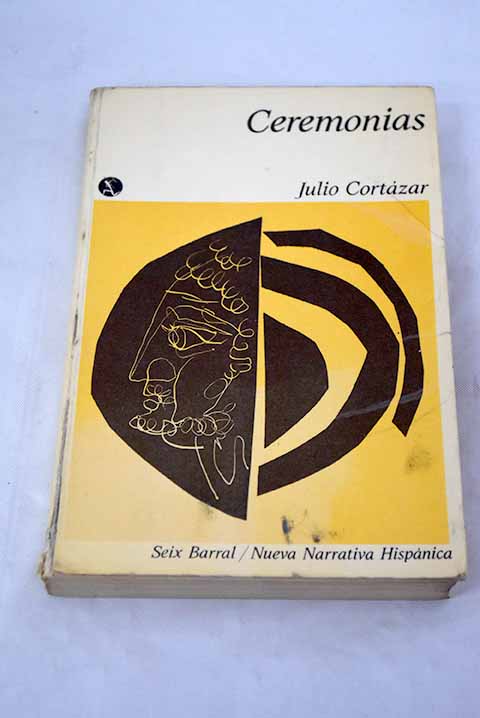 Ceremonias
Julio Cortázar
Seix Barral / Nueva Narrativa Hispánica